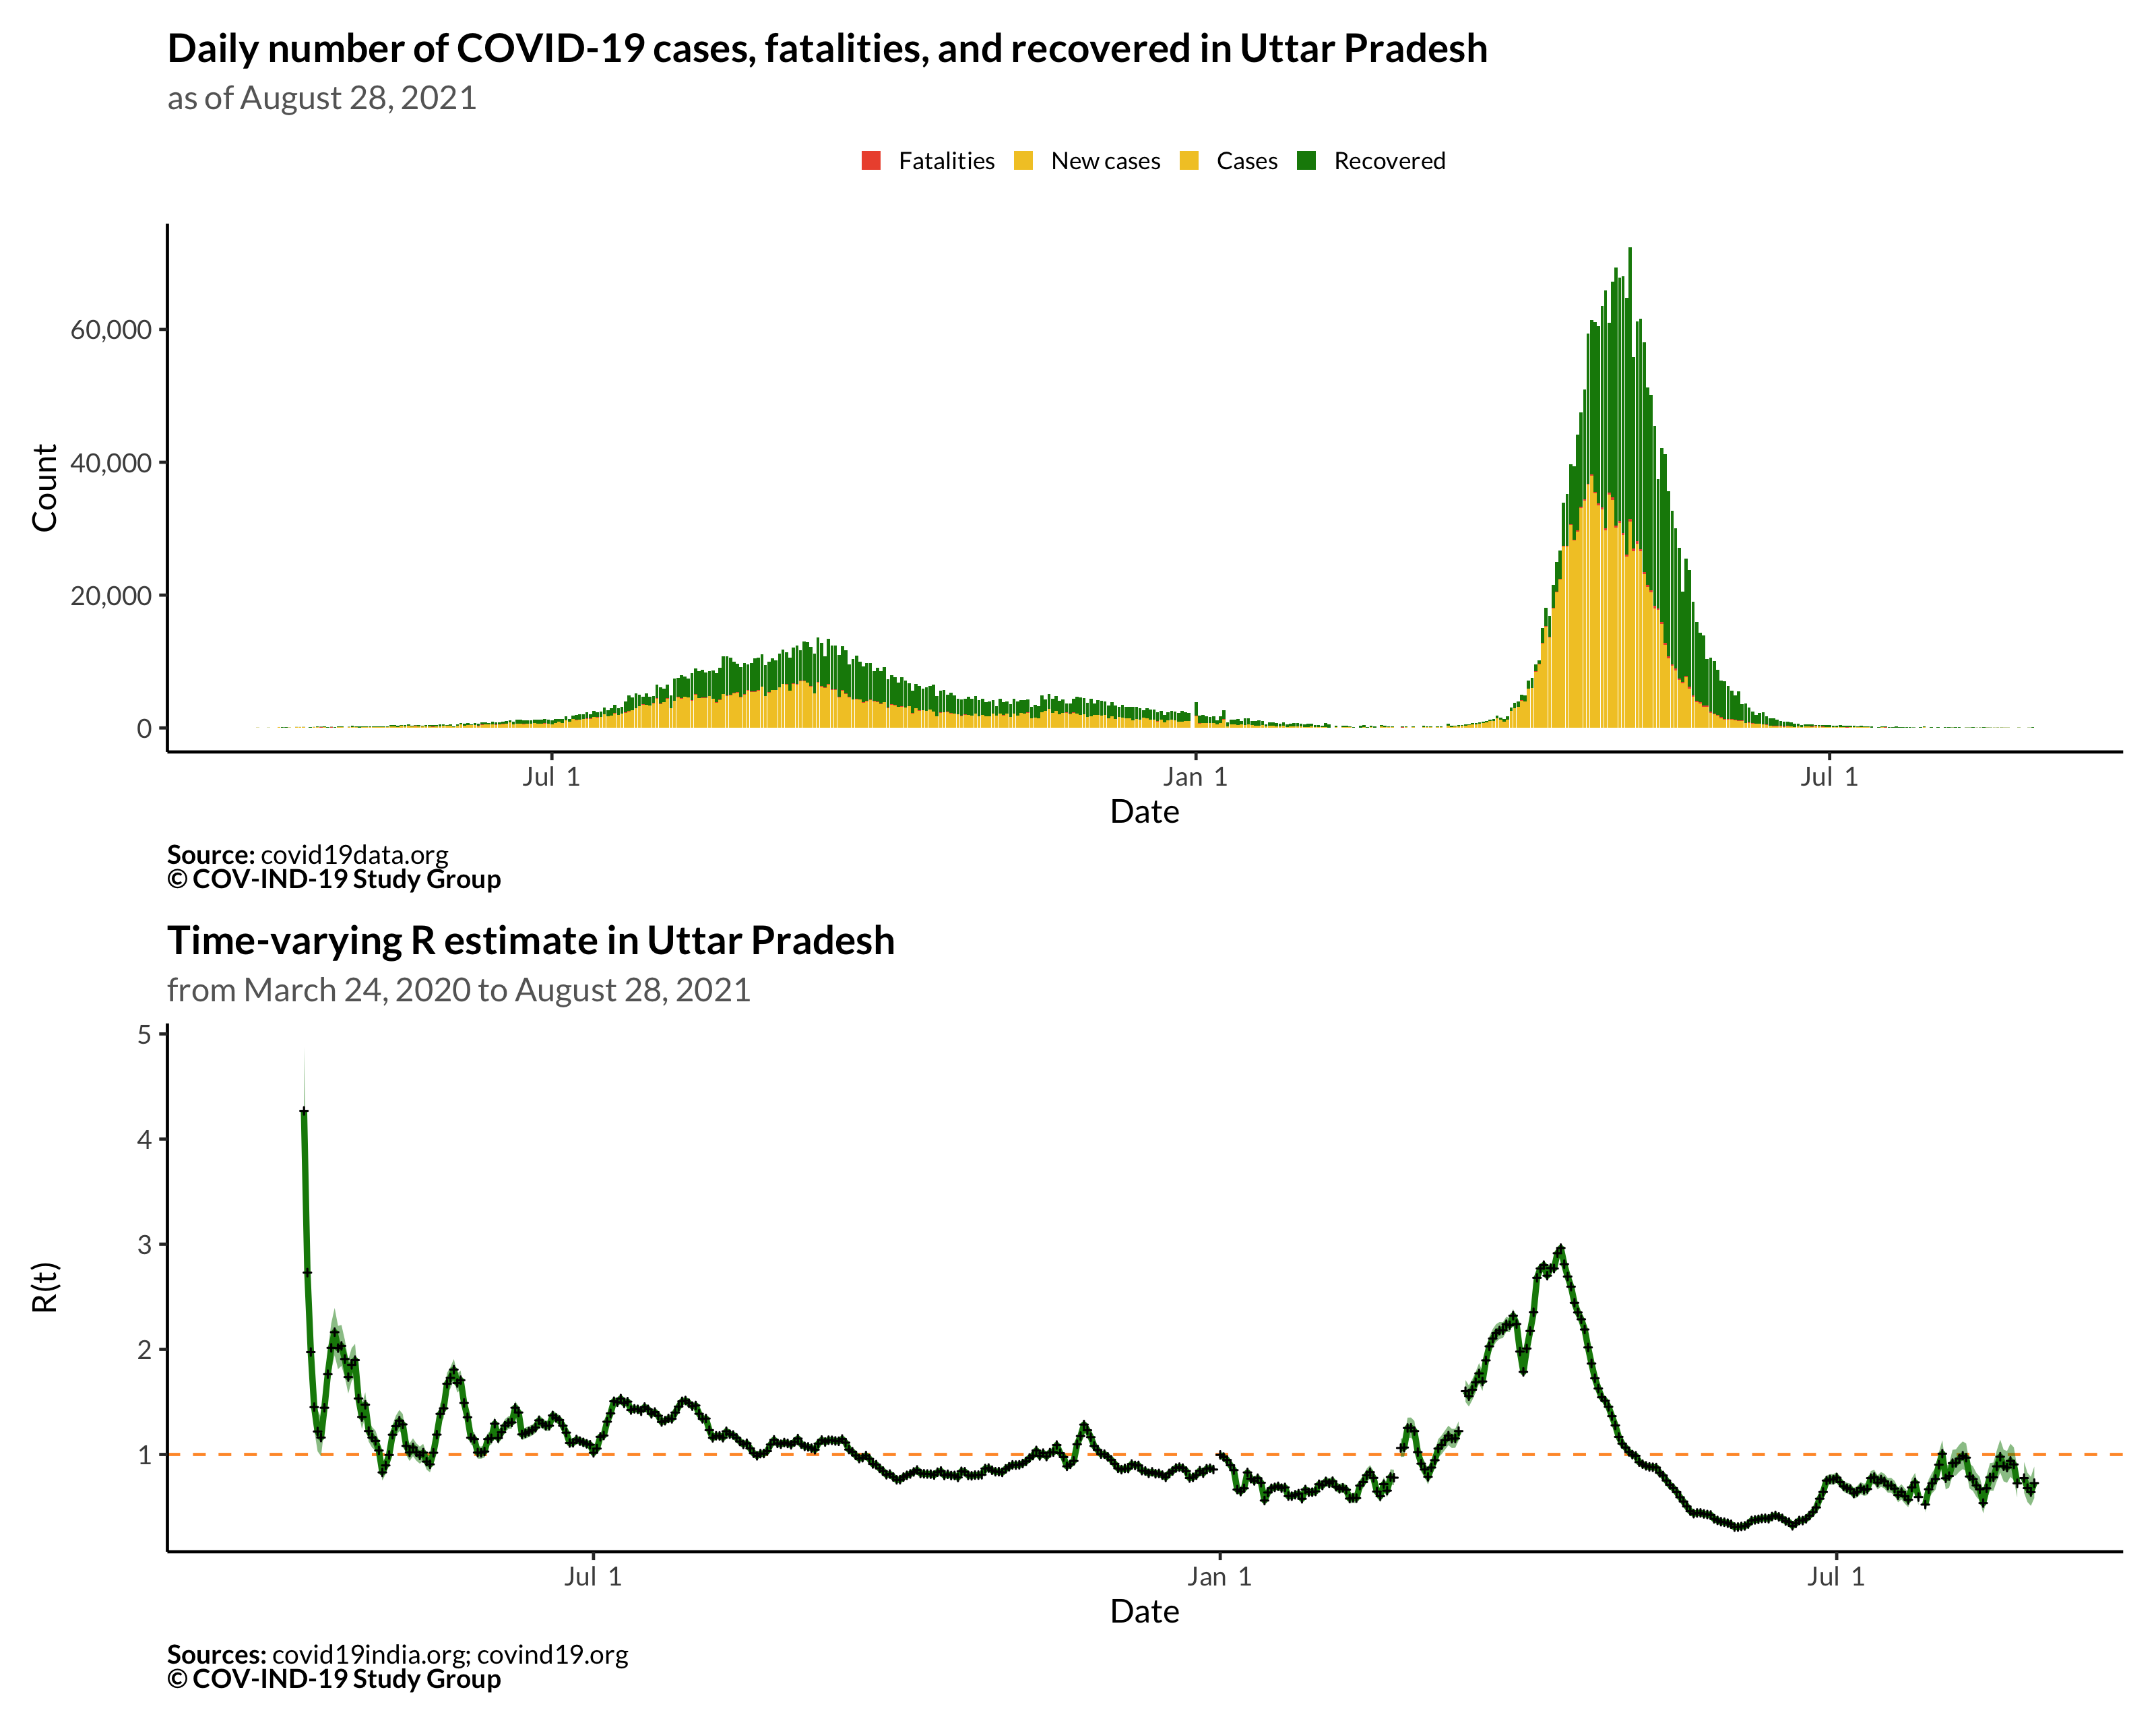 Daily number of COVID-19 cases, fatalities, and recovered in Uttar Pradesh
as of August 28, 2021
Fatalities New cases Cases Recovered
60,000
40,000
20,000
0
Count
Jul 1 Jan 1 Jul 1
Date
Source: covid19data.org
© COV-IND-19 Study Group
Time-varying R estimate in Uttar Pradesh
from March 24, 2020 to August 28, 2021
5
4
3
2
1
R(t)
Jul 1 Jan 1 Jul 1
Date
Sources: covid19india.org; covind19.org
© COV-IND-19 Study Group